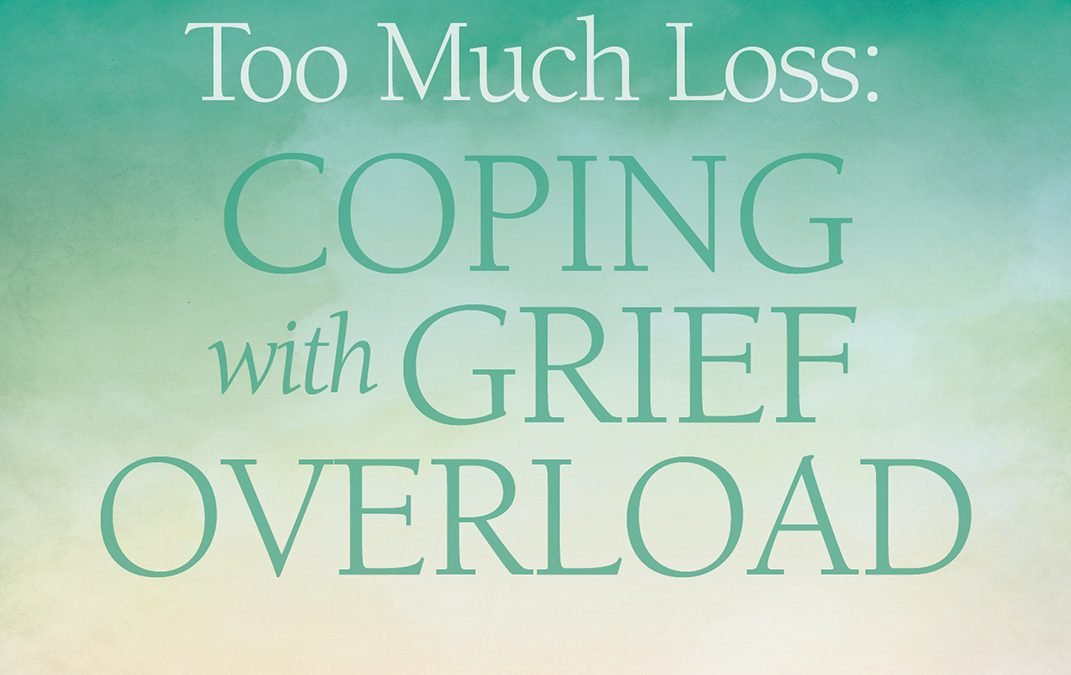 Too Much Loss:
COPING
with GRIEF
OVERLOAD